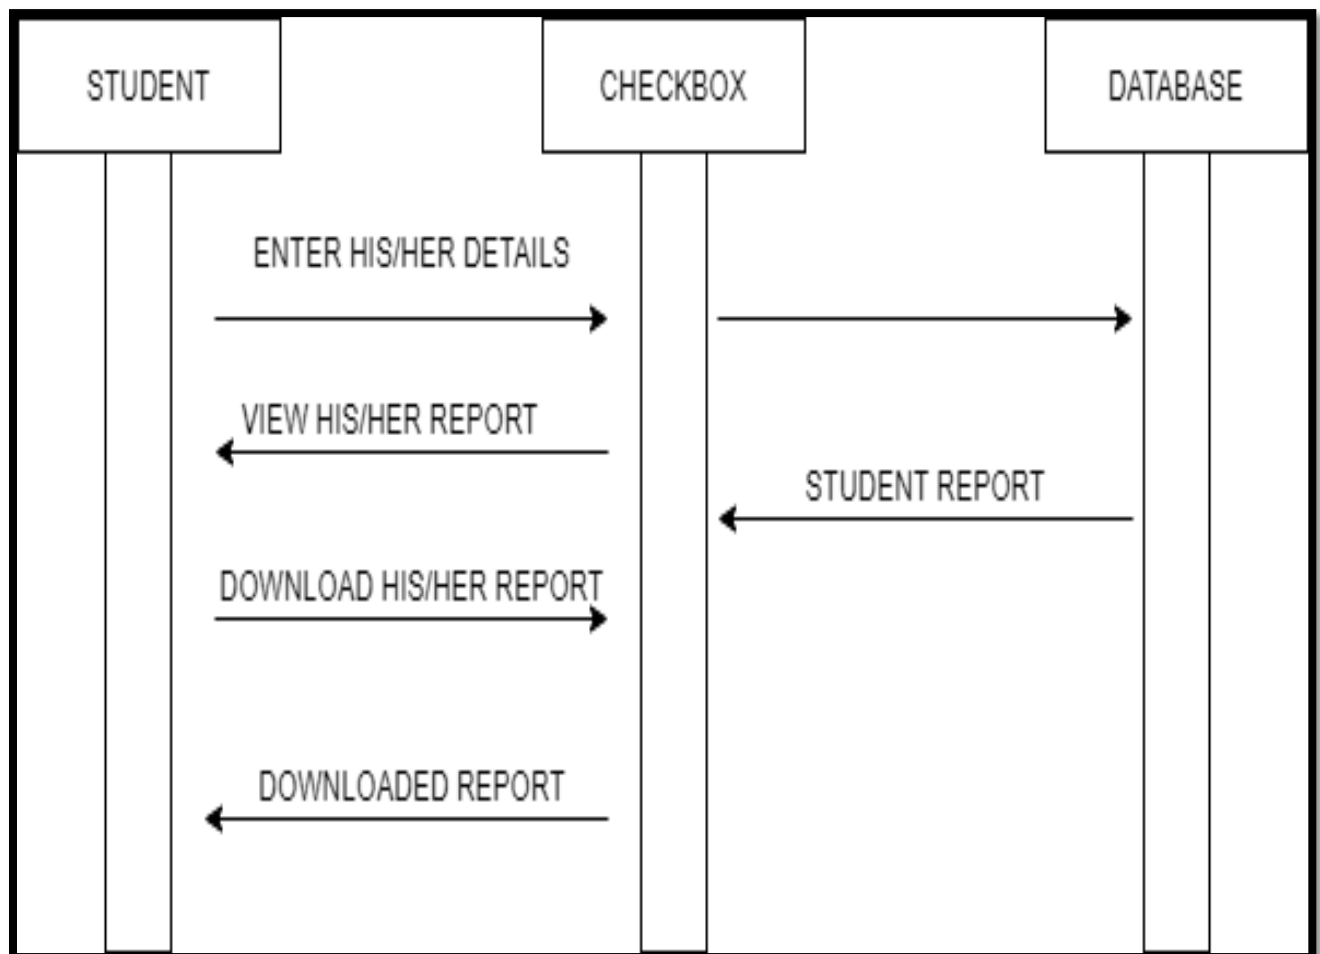 STUDENT
CHECKBOX
DATABASE
ENTER HIS/HER DETAILS
VIEW HIS/HER REPORT
STUDENT REPORT
DOWNLOAD HIS/HER REPORT
DOWNLOADED REPORT